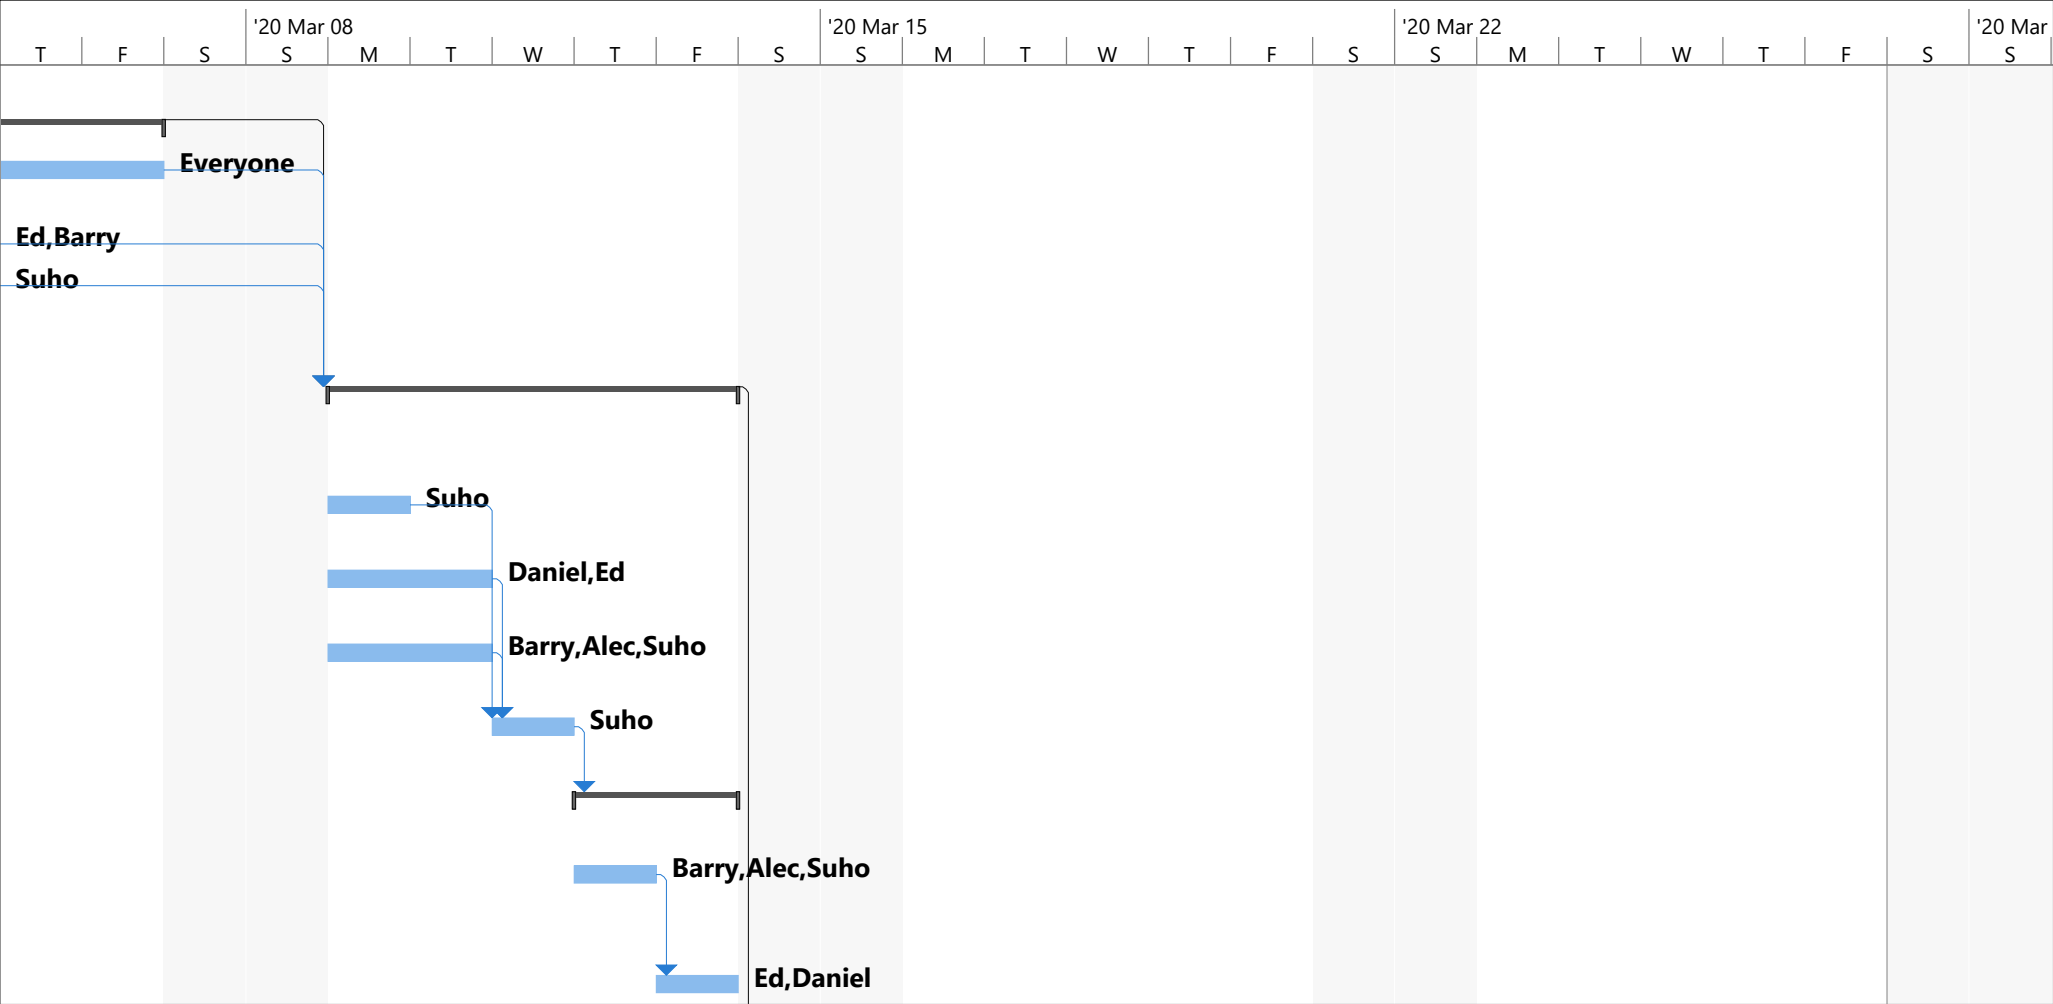 '20 Mar 08 '20 Mar 15 '20 Mar 22 '20 Mar
T F S S M T W T F S S M T W T F S S M T W T F S S
Everyone
Ed,Barry
Suho
Suho
Daniel,Ed
Barry,Alec,Suho
Suho
Barry,Alec,Suho
Ed,Daniel